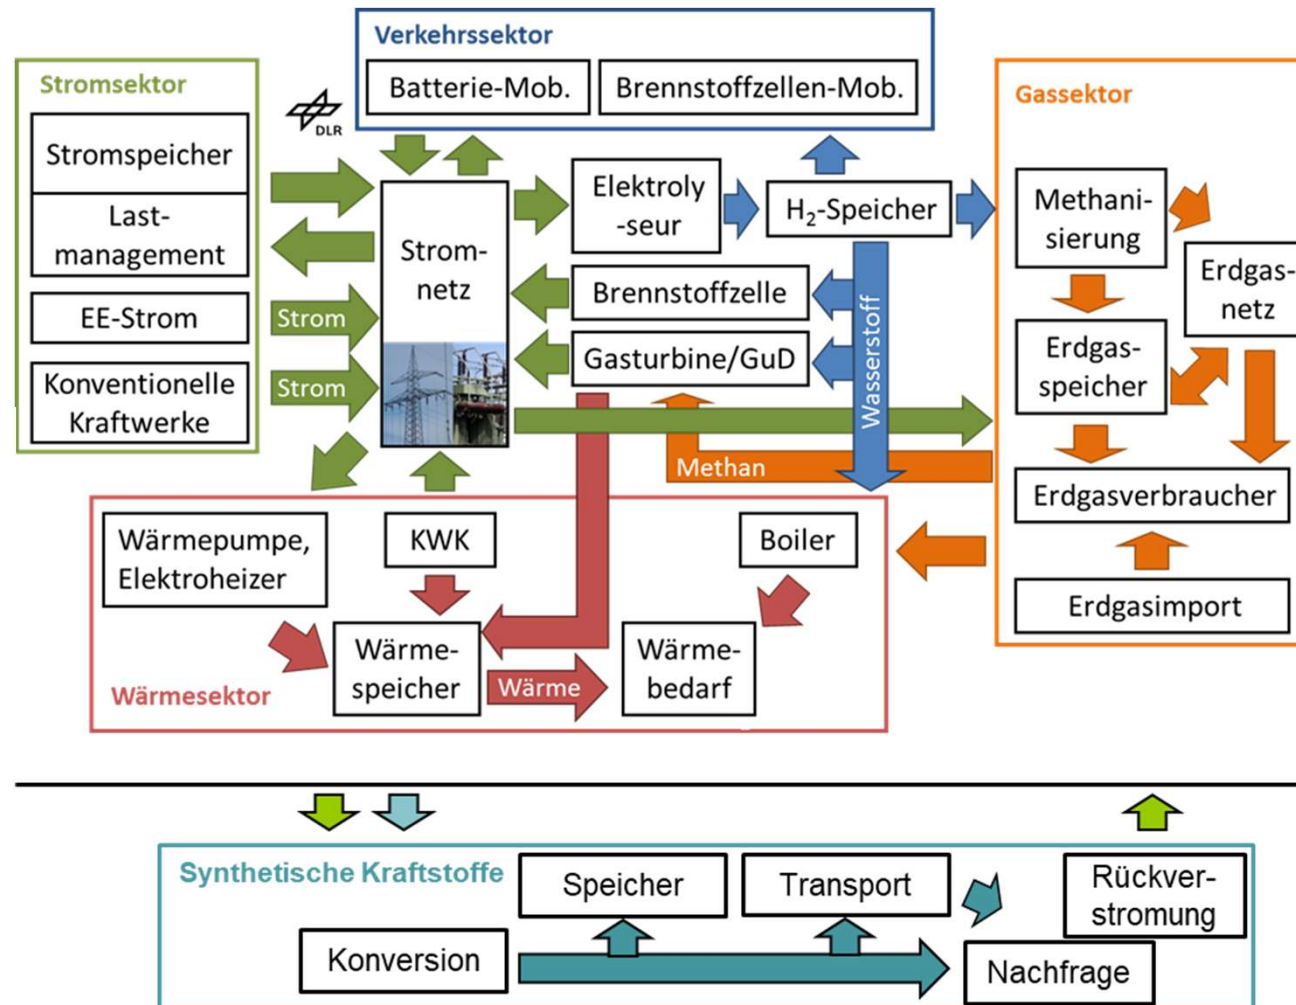 Verkehrssektor
Batterie-Mob.
Brennstoffzellen-Mob.
Stromsektor
Stromspeicher
Last-
management
EE-Strom
Konventionelle
Kraftwerke
DLR
Strom
Strom
Strom-
netz
Elektroly
-seur
H₂-Speicher
Brennstoffzelle
Gasturbine/GuD
Wasserstoff
Methan
Gassektor
Methani-
sierung
Erdgas-
netz
Erdgas-
speicher
Erdgasverbraucher
Erdgasimport
Wärmepumpe,
Elektroheizer
KWK
Boiler
Wärme-
speicher
Wärme
Wärme-
bedarf
Wärmesektor
Synthetische Kraftstoffe
Speicher
Transport
Rückver-
stromung
Konversion
Nachfrage